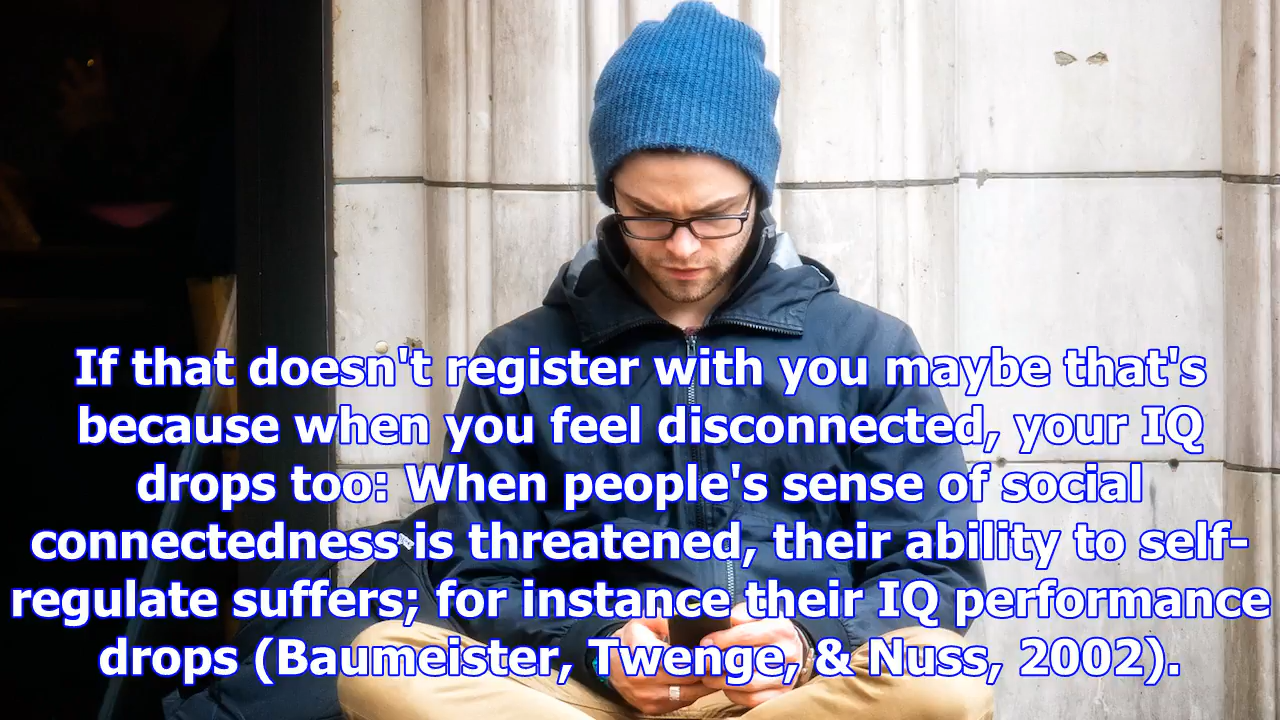 If that doesn't register with you maybe that's
because when you feel disconnected, your IQ
drops too: When people's sense of social
connectedness is threatened, their ability to self-
regulate suffers; for instance their IQ performance
drops (Baumeister, Twenge, & Nuss, 2002).